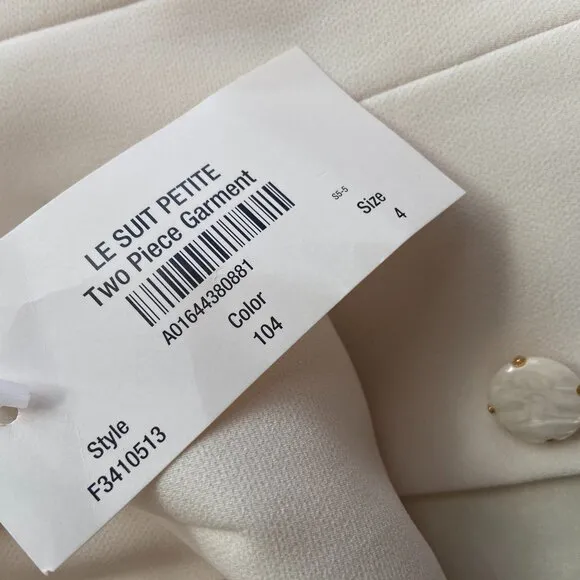 LE SUIT PETITE
Two Piece Garment
A01644380881
Color
104
S5-5
Size
4
Style
F3410513